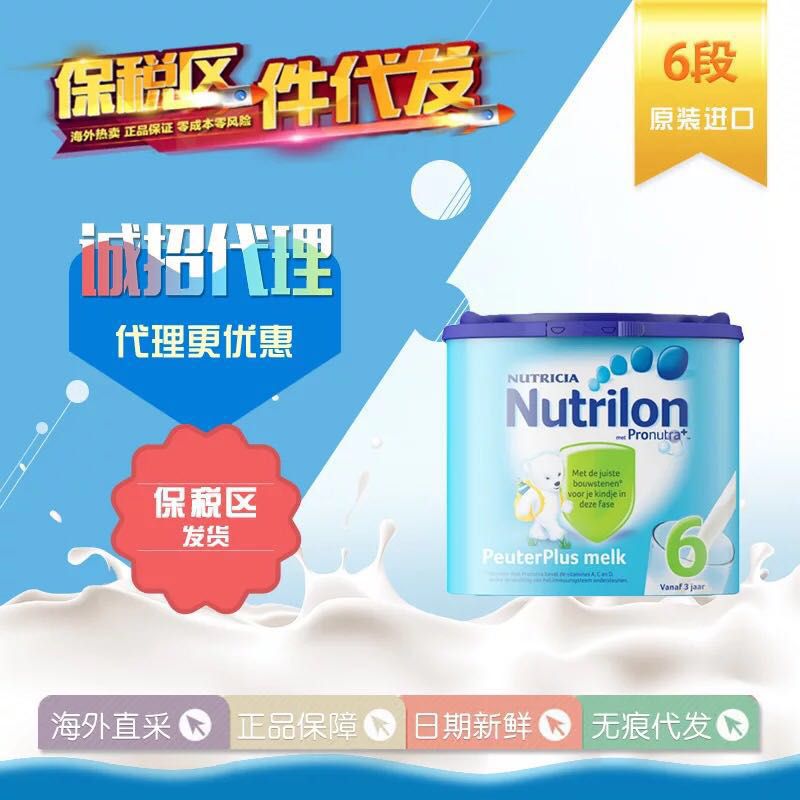 保税区一件代发
海外热卖 正品保证 零成本零风险
6段
原装进口
诚招代理
代理更优惠
保税区
发货
NUTRICIA
Nutrilon
met Pronutra+™
Met de juiste
bouwstenen*
voor je kindje in
deze fase
PeuterPlus melk
6
Vanaf 3 jaar
海外直采
正品保障
日期新鲜
无痕代发